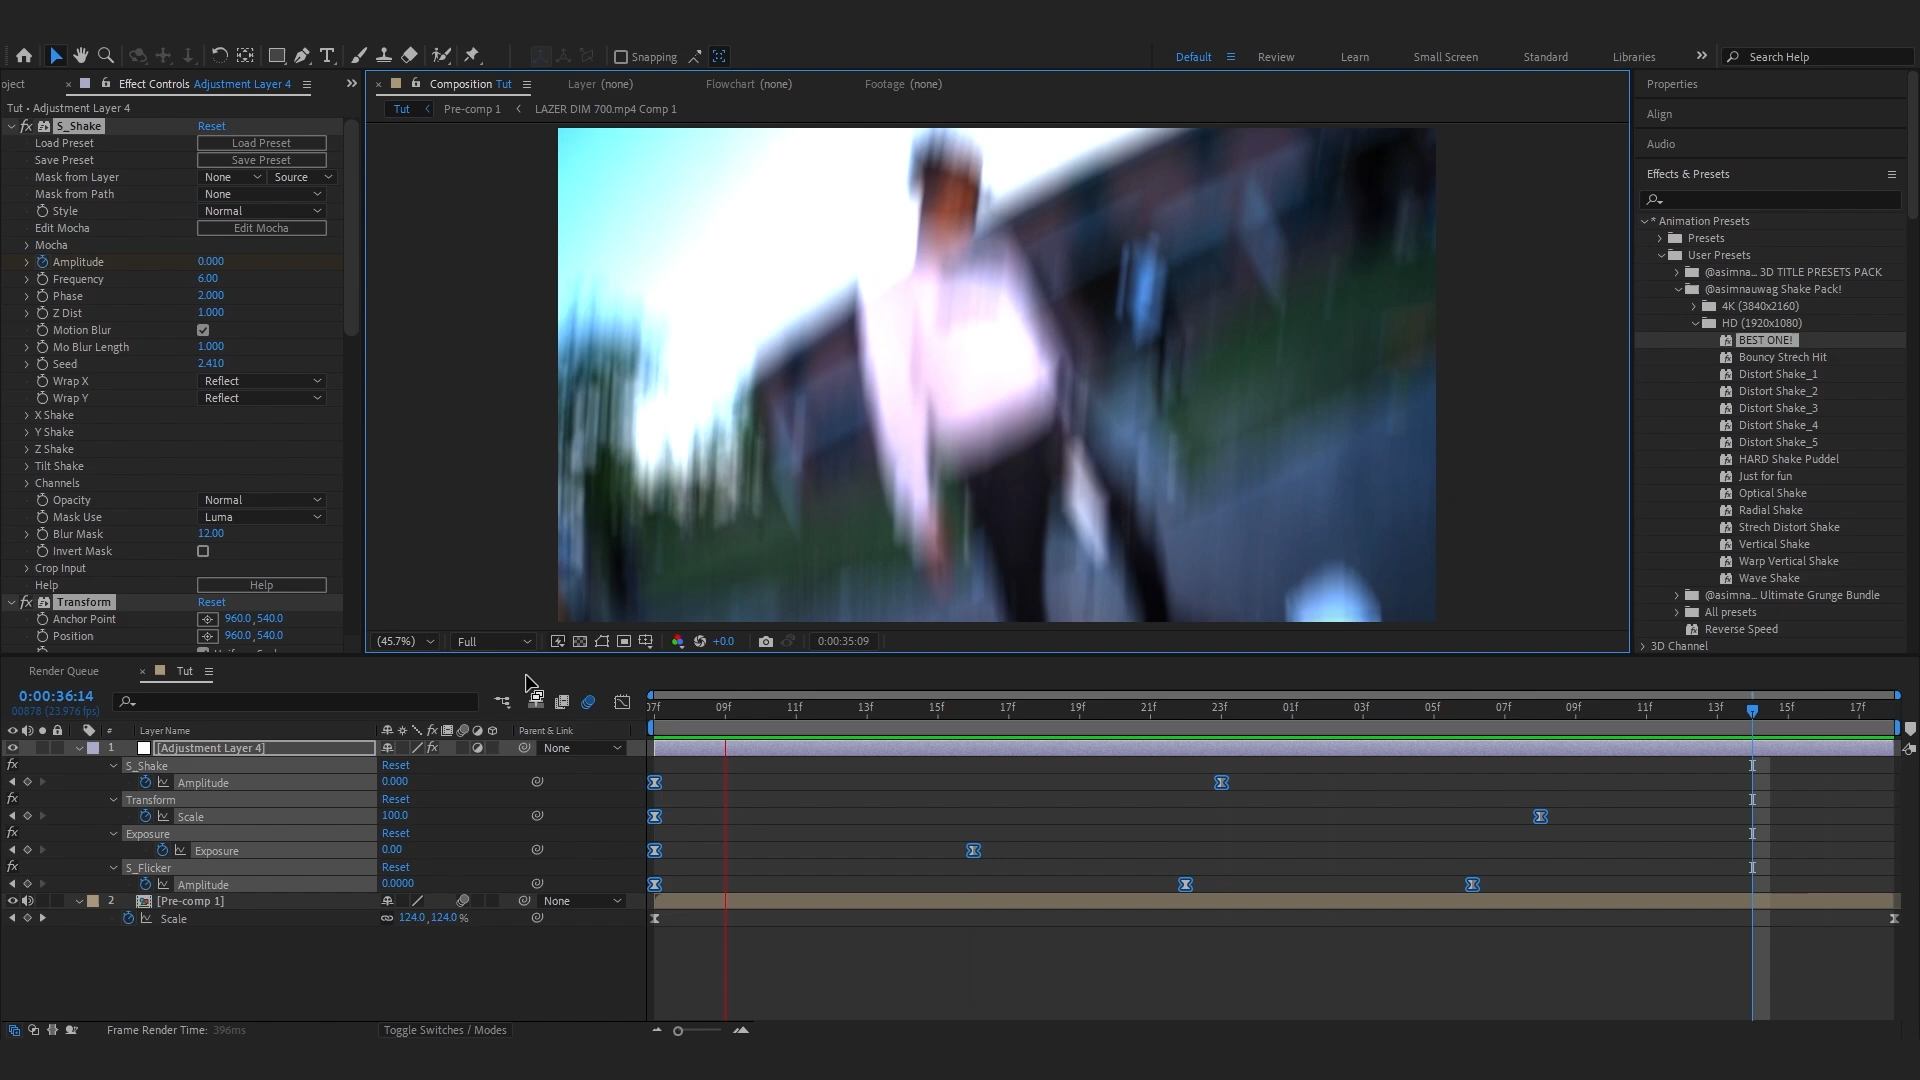 Snapping
Default
Review
Learn
Small Screen
Standard
Libraries
Search Help
oject
Effect Controls Adjustment Layer 4
Composition Tut
Layer (none)
Flowchart (none)
Footage (none)
Properties
Tut • Adjustment Layer 4
Tut
Pre-comp 1
LAZER DIM 700.mp4 Comp 1
Align
Audio
Effects & Presets
fx S_Shake Reset
Load Preset Load Preset
Save Preset Save Preset
Mask from Layer None Source
Mask from Path None
Style Normal
Edit Mocha Edit Mocha
Mocha
Amplitude 0.000
Frequency 6.00
Phase 2.000
Z Dist 1.000
Motion Blur
Mo Blur Length 1.000
Seed 2.410
Wrap X Reflect
Wrap Y Reflect
X Shake
Y Shake
Z Shake
Tilt Shake
Channels
Opacity Normal
Mask Use Luma
Blur Mask 12.00
Invert Mask
Crop Input
Help Help
fx Transform Reset
Anchor Point 960.0, 540.0
Position 960.0, 540.0
* Animation Presets
Presets
User Presets
@asimna... 3D TITLE PRESETS PACK
@asimnauwag Shake Pack!
4K (3840x2160)
HD (1920x1080)
BEST ONE!
Bouncy Strech Hit
Distort Shake_1
Distort Shake_2
Distort Shake_3
Distort Shake_4
Distort Shake_5
HARD Shake Puddel
Just for fun
Optical Shake
Radial Shake
Strech Distort Shake
Vertical Shake
Warp Vertical Shake
Wave Shake
@asimna... Ultimate Grunge Bundle
All presets
Reverse Speed
3D Channel
(45.7%) Full +0.0 0:00:35:09
Render Queue
Tut
0:00:36:14
00878 (23.976 fps)
07f 09f 11f 13f 15f 17f 19f 21f 23f 01f 03f 05f 07f 09f 11f 13f 15f 17f
# Layer Name fx Parent & Link
1 [Adjustment Layer 4] fx None
fx S_Shake Reset
Amplitude 0.000
fx Transform Reset
Scale 100.0
fx Exposure Reset
Exposure 0.00
fx S_Flicker Reset
Amplitude 0.0000
2 [Pre-comp 1] None
Scale 124.0, 124.0 %
Frame Render Time: 396ms
Toggle Switches / Modes